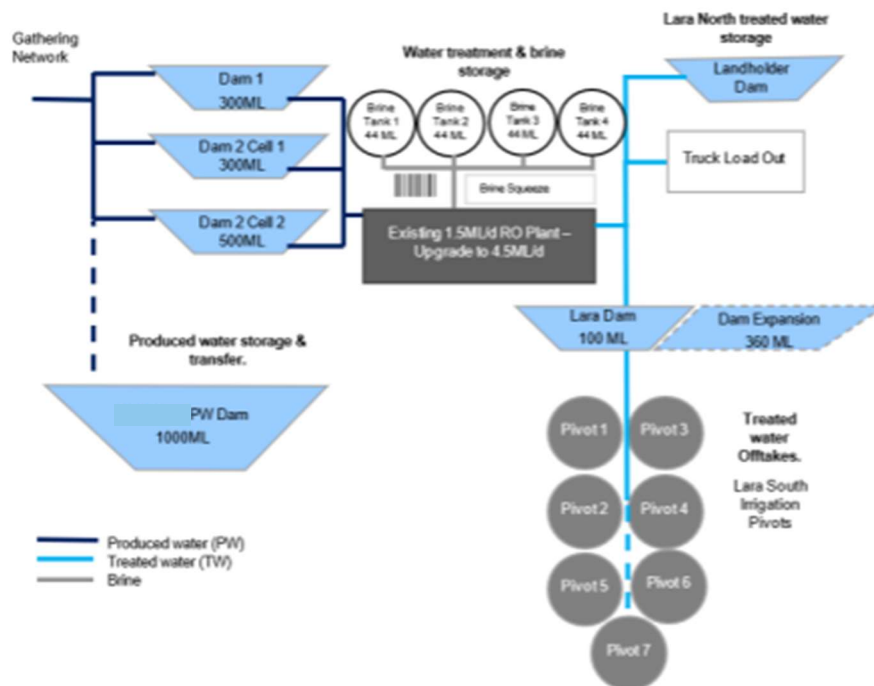 Gathering
Network
Dam 1
300ML
Dam 2 Cell 1
300ML
Dam 2 Cell 2
500ML
Produced water storage &
transfer.
PW Dam
1000ML
Produced water (PW)
Treated water (TW)
Brine
Water treatment & brine
storage
Brine
Tank 1
44 ML
Brine
Tank 2
44 ML
Brine
Tank 3
44 ML
Brine
Tank 4
44 ML
Brine Squeeze
Existing 1.5ML/d RO Plant –
Upgrade to 4.5ML/d
Lara North treated water
storage
Landholder
Dam
Truck Load Out
Lara Dam
100 ML
Dam Expansion
360 ML
Pivot 1
Pivot 3
Pivot 2
Pivot 4
Pivot 5
Pivot 6
Pivot 7
Treated
water
Offtakes.
Lara South
Irrigation
Pivots